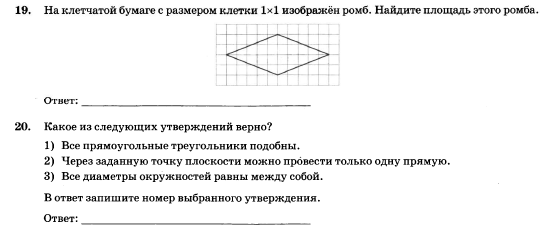 19. На клетчатой бумаге с размером клетки 1×1 изображён ромб. Найдите площадь этого ромба.
Ответ:
20. Какое из следующих утверждений верно?
1) Все прямоугольные треугольники подобны.
2) Через заданную точку плоскости можно провести только одну прямую.
3) Все диаметры окружностей равны между собой.
В ответ запишите номер выбранного утверждения.
Ответ: